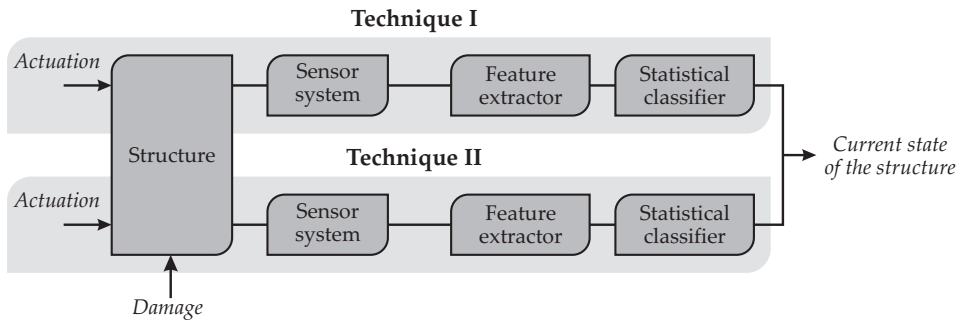 Technique I
Actuation
Structure
Sensor
system
Feature
extractor
Statistical
classifier
Technique II
Actuation
Sensor
system
Feature
extractor
Statistical
classifier
Current state
of the structure
Damage